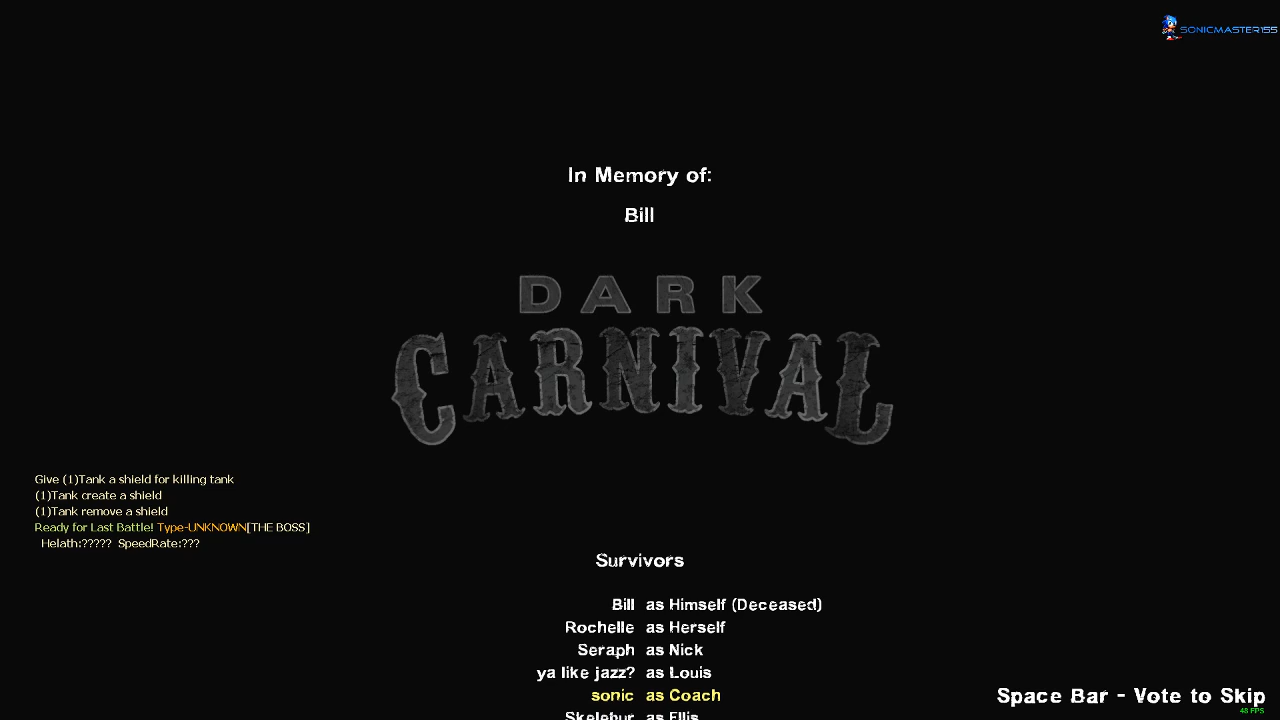 SONICMASTER155
In Memory of:
Bill
DARK
CARNIVAL
Give (1)Tank a shield for killing tank
(1)Tank create a shield
(1)Tank remove a shield
Ready for Last Battle! Type-UNKNOWN[THE BOSS]
Helath:????? SpeedRate:???
Survivors
Bill as Himself (Deceased)
Rochelle as Herself
Seraph as Nick
ya like jazz? as Louis
sonic as Coach
Skelebur as Ellis
Space Bar - Vote to Skip
48 FPS